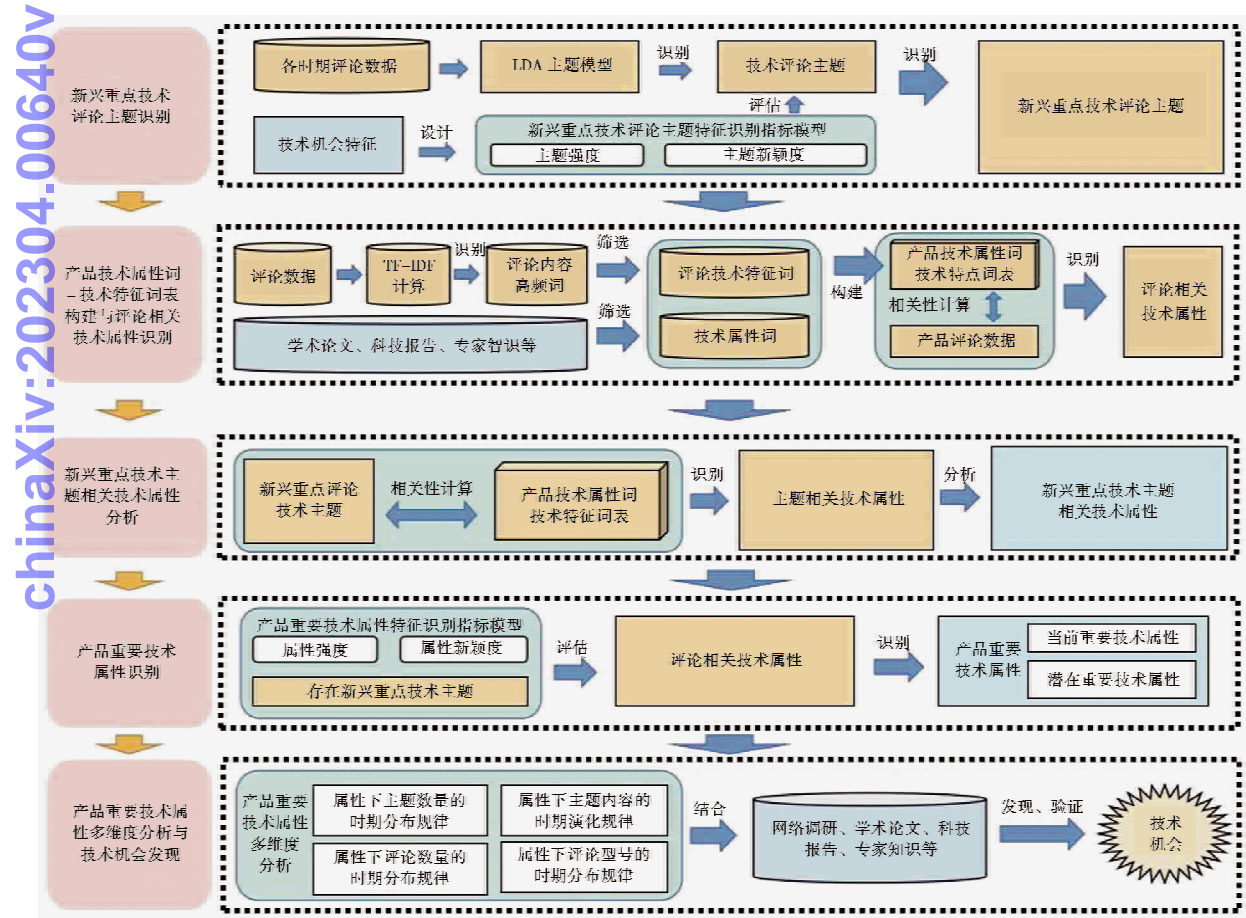 chinaXiv:202304.00640v
新兴重点技术
评论主题识别
各时期评论数据
LDA 主题模型
识别
技术评论主题
识别
新兴重点技术评论主题
评估
技术机会特征
设计
新兴重点技术评论主题特征识别指标模型
主题强度
主题新颖度
产品技术属性词
–技术特征词表
构建与评论相关
技术属性识别
评论数据
TF-IDF
计算
识别
评论内容
高频词
筛选
学术论文、科技报告、专家智识等
筛选
评论技术特征词
技术属性词
构建
产品技术属性词
技术特点词表
相关性计算
产品评论数据
识别
评论相关
技术属性
新兴重点技术主
题相关技术属性
分析
新兴重点评论
技术主题
相关性计算
产品技术属性词
技术特征词表
识别
主题相关技术属性
分析
新兴重点技术主题
相关技术属性
产品重要技术
属性识别
产品重要技术属性特征识别指标模型
属性强度
属性新颖度
存在新兴重点技术主题
评估
评论相关技术属性
识别
产品重要
技术属性
当前重要技术属性
潜在重要技术属性
产品重要技术属
性多维度分析与
技术机会发现
产品重要
技术属性
多维度
分析
属性下主题数量的
时期分布规律
属性下主题内容的
时期演化规律
属性下评论数量的
时期分布规律
属性下评论型号的
时期分布规律
结合
网络调研、学术论文、科技
报告、专家知识等
发现、验证
技术
机会